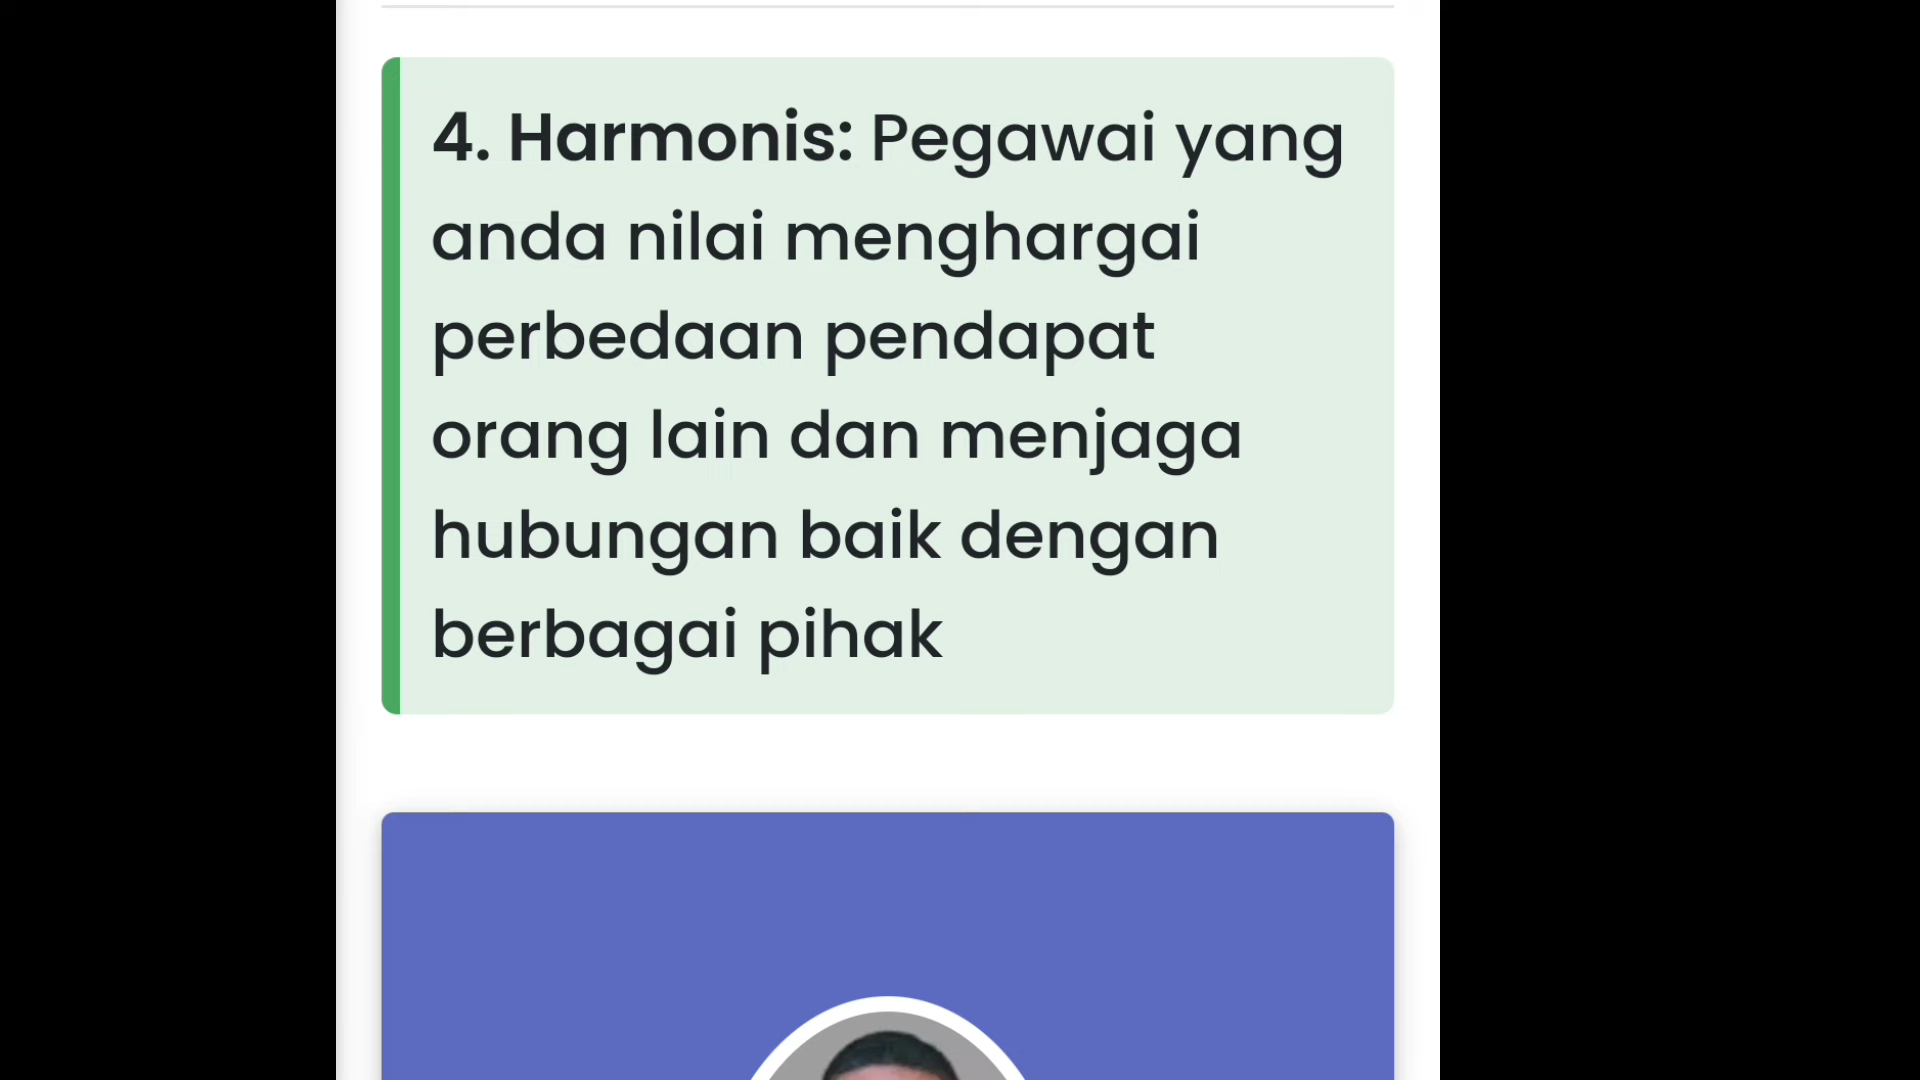 4. Harmonis: Pegawai yang
anda nilai menghargai
perbedaan pendapat
orang lain dan menjaga
hubungan baik dengan
berbagai pihak